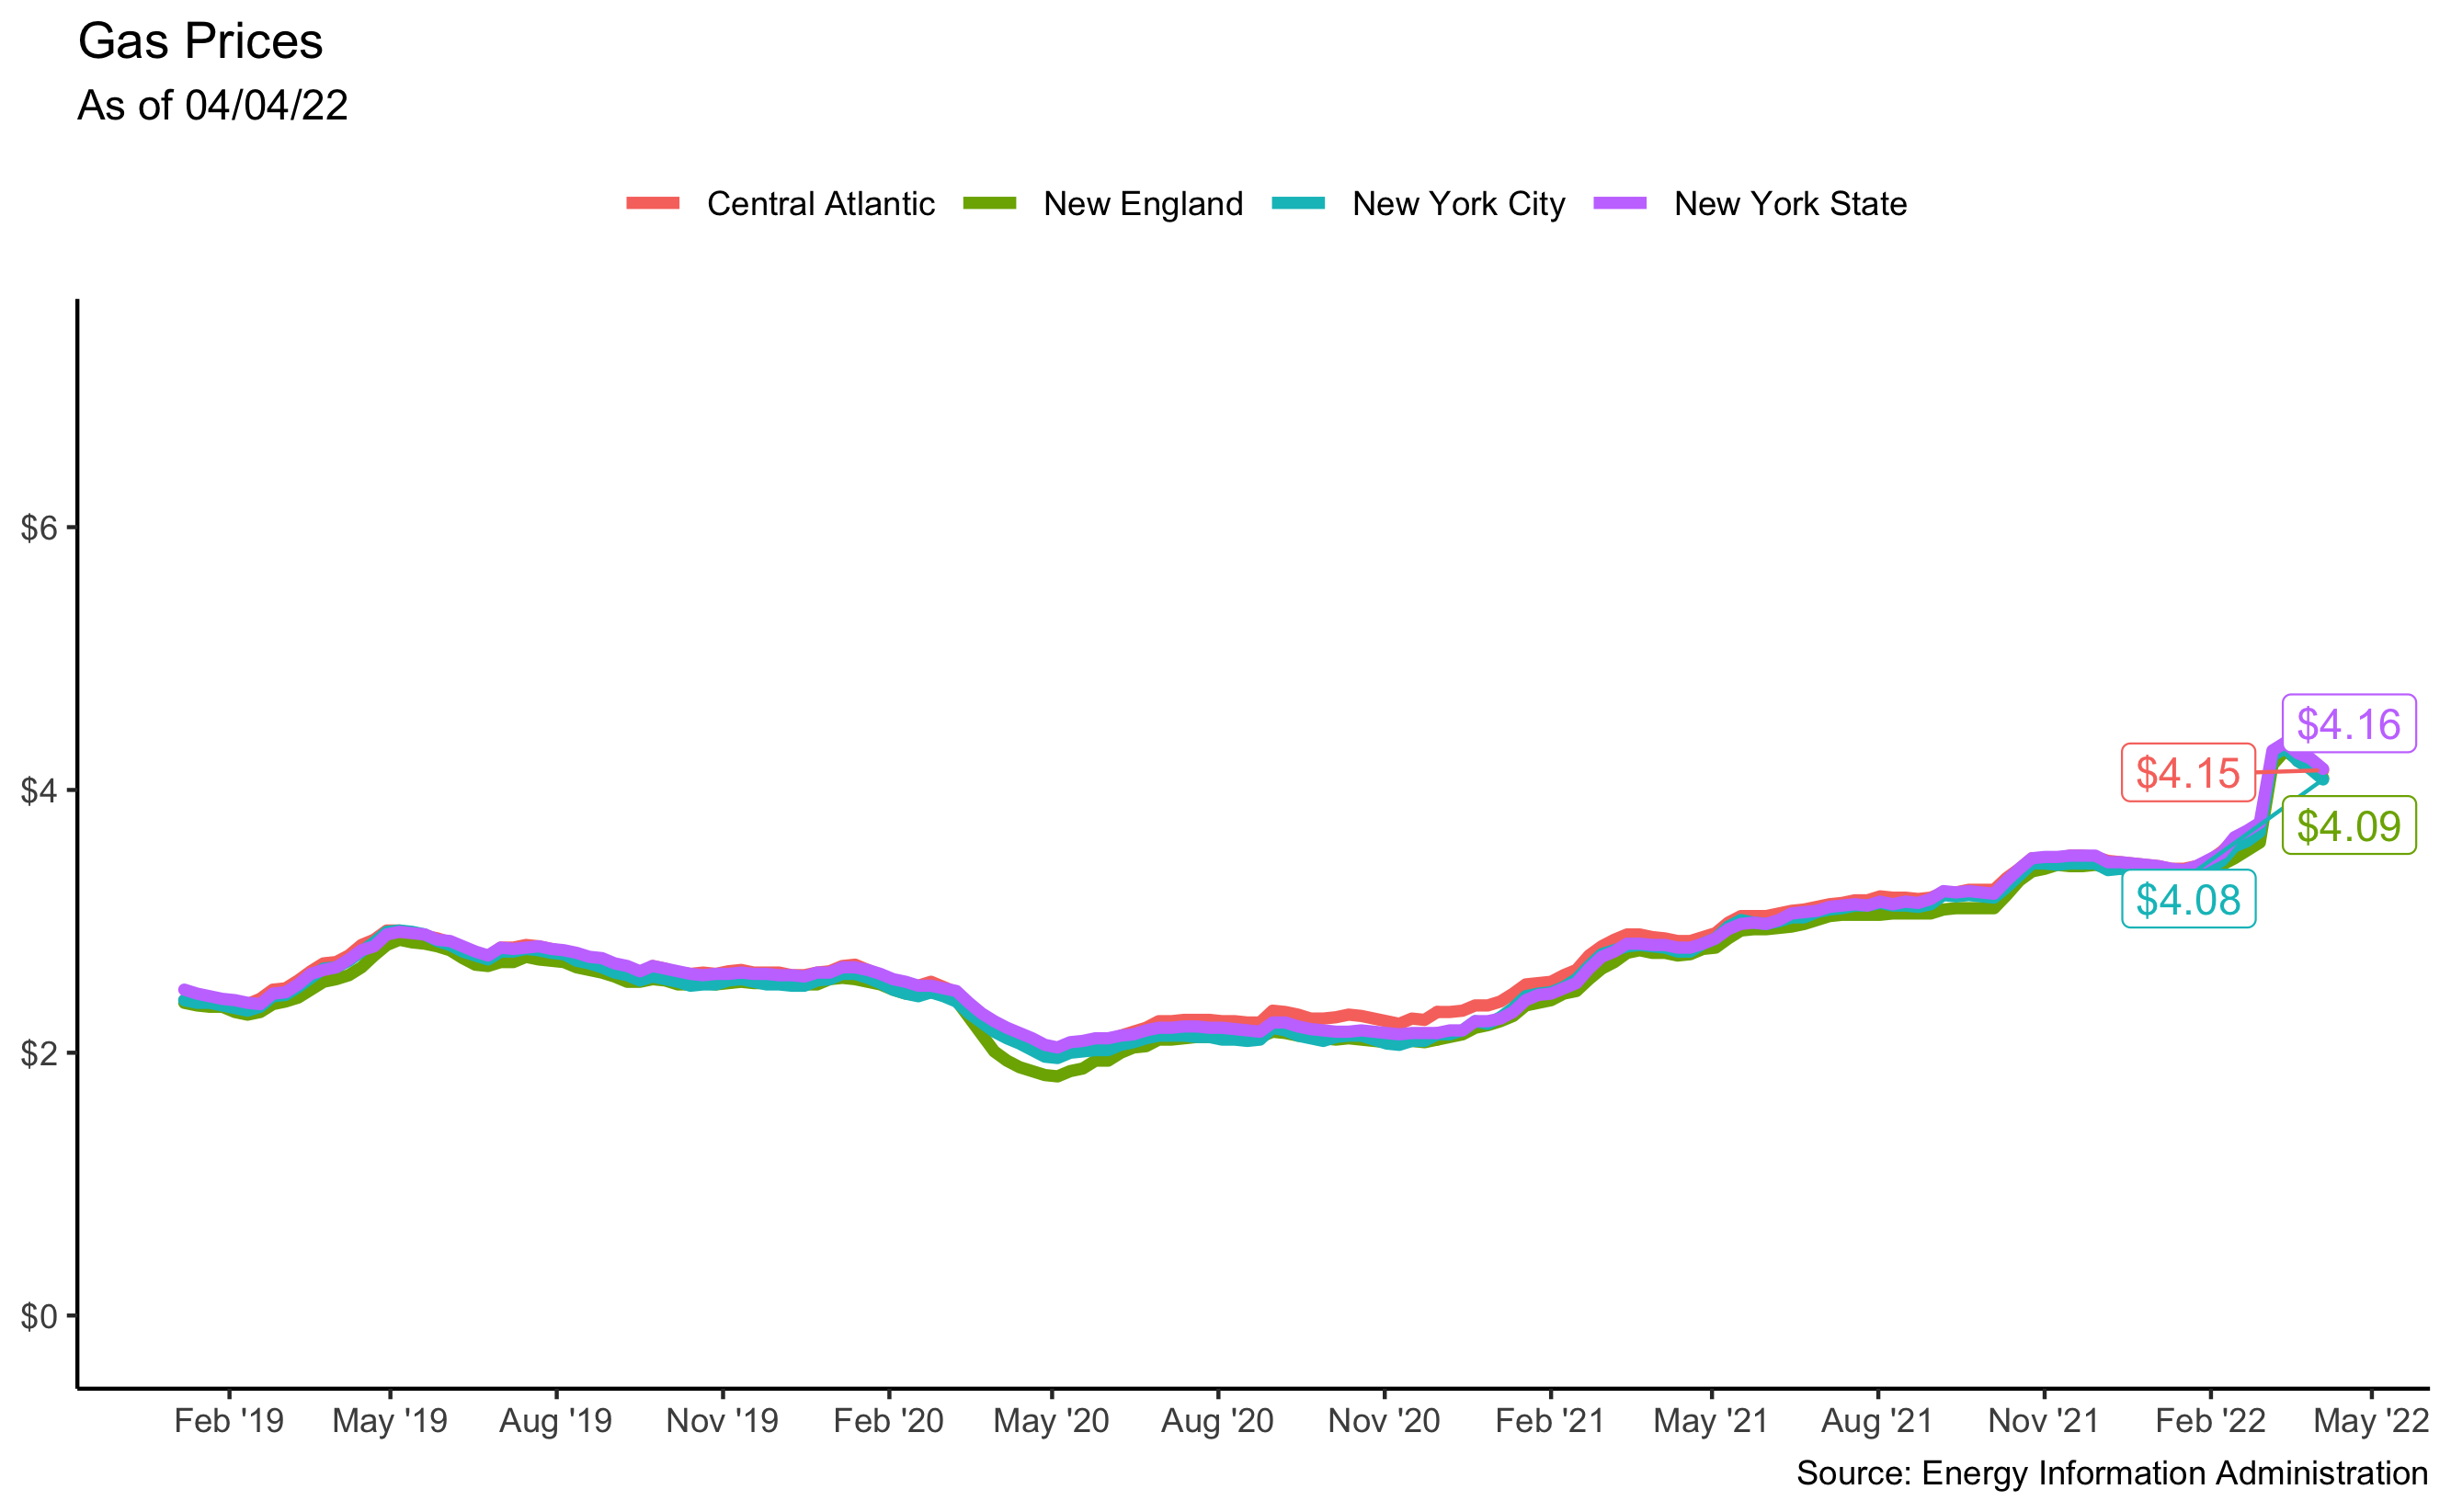 Gas Prices
As of 04/04/22
Central Atlantic New England New York City New York State
$6
$4
$2
$0
$4.16
$4.15
$4.09
$4.08
Feb '19 May '19 Aug '19 Nov '19 Feb '20 May '20 Aug '20 Nov '20 Feb '21 May '21 Aug '21 Nov '21 Feb '22 May '22
Source: Energy Information Administration